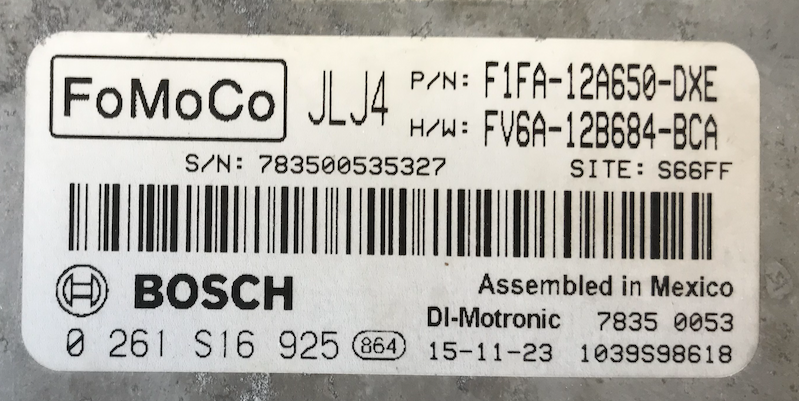 FoMoCo JLJ4 P/N: F1FA-12A650-DXE
H/W: FV6A-12B684-BCA
S/N: 783500535327 SITE: S66FF
BOSCH Assembled in Mexico
DI-Motronic 7835 0053
0 261 S16 925 864 15-11-23 1039S98618